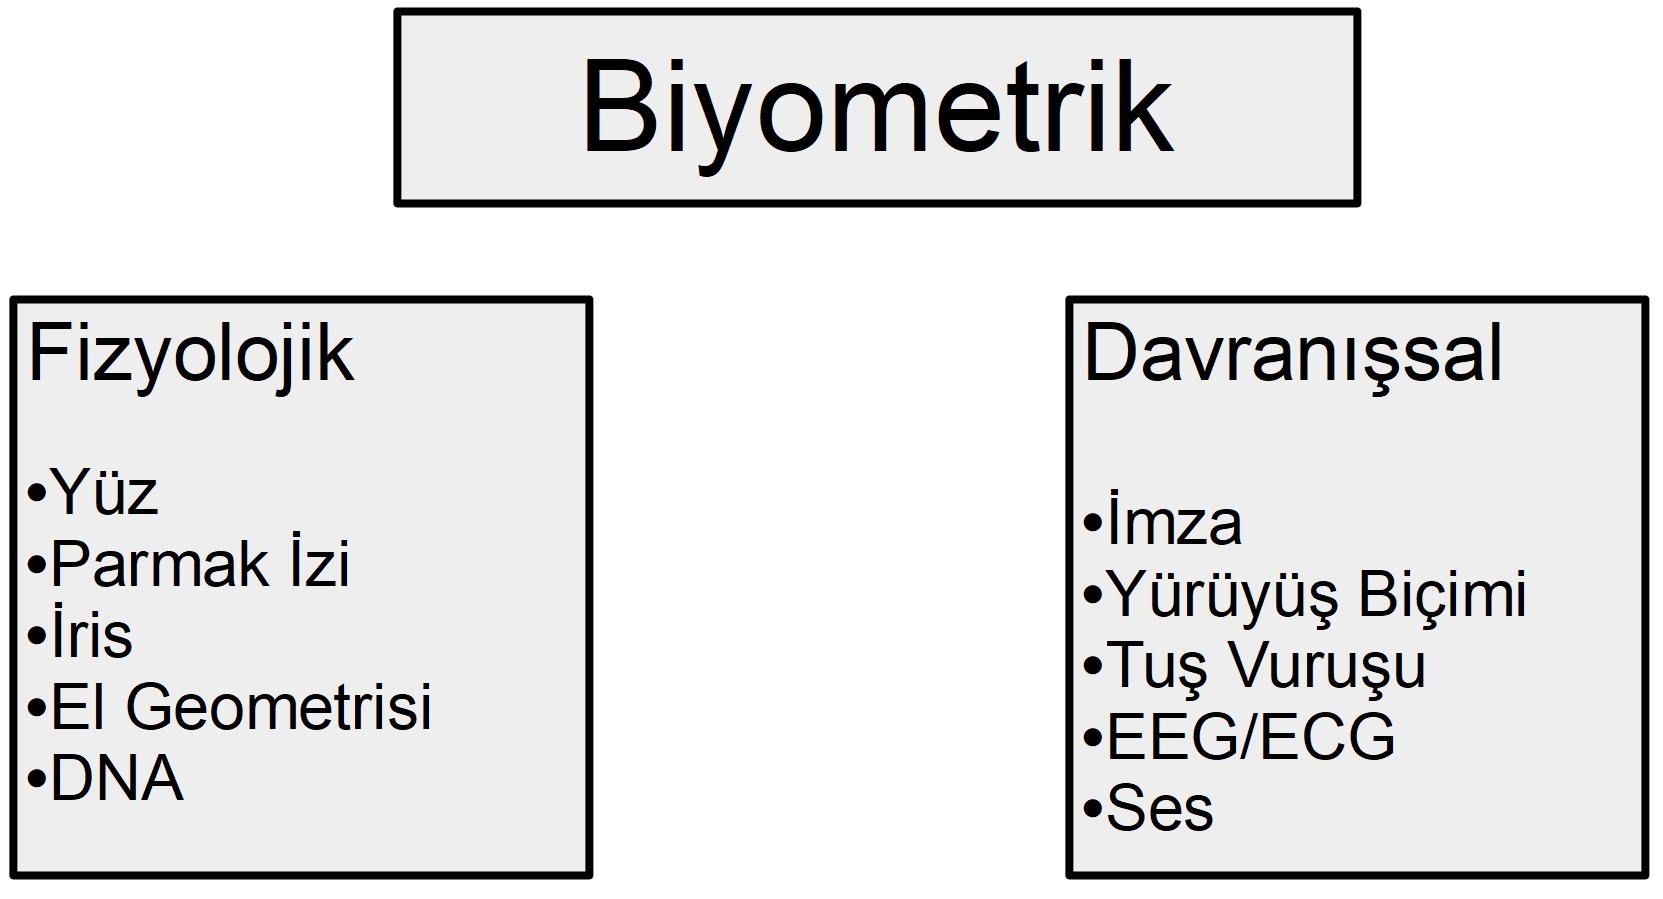 Biyometrik
Fizyolojik
•Yüz
•Parmak İzi
•İris
•El Geometrisi
•DNA
Davranışsal
•İmza
•Yürüyüş Biçimi
•Tuş Vuruşu
•EEG/ECG
•Ses